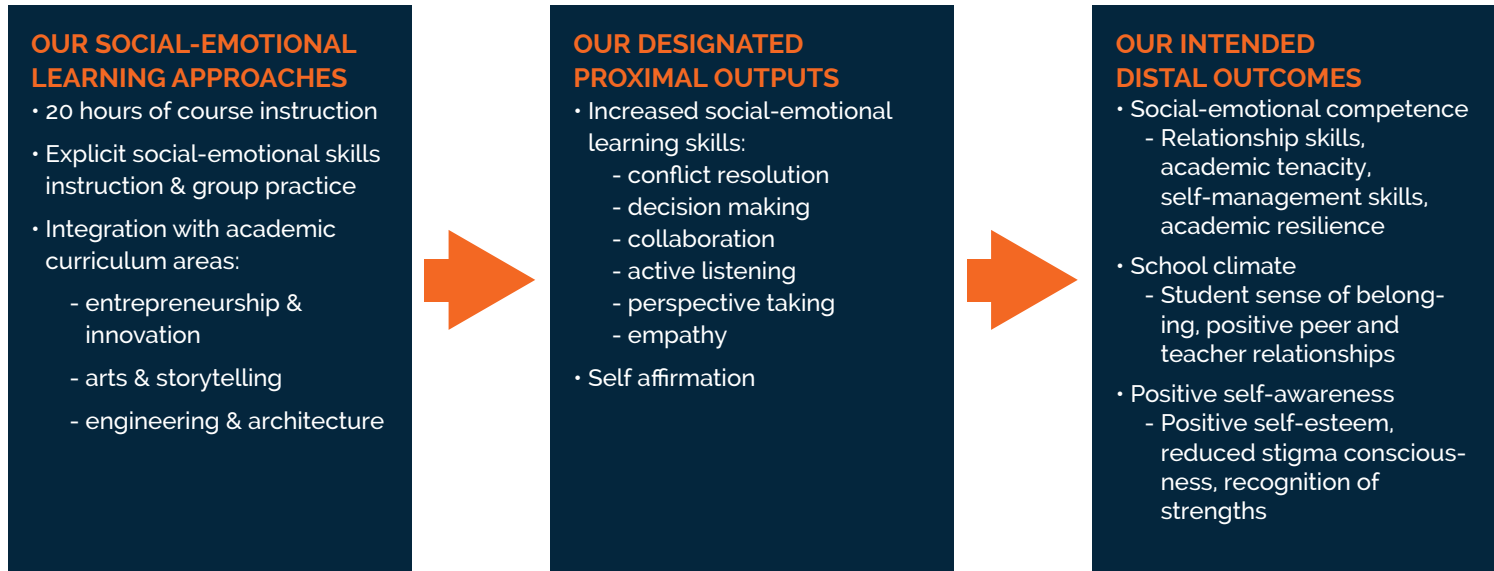 OUR SOCIAL-EMOTIONAL
LEARNING APPROACHES
• 20 hours of course instruction
• Explicit social-emotional skills
instruction & group practice
• Integration with academic
curriculum areas:
- entrepreneurship &
innovation
- arts & storytelling
- engineering & architecture
OUR DESIGNATED
PROXIMAL OUTPUTS
• Increased social-emotional
learning skills:
- conflict resolution
- decision making
- collaboration
- active listening
- perspective taking
- empathy
• Self affirmation
OUR INTENDED
DISTAL OUTCOMES
• Social-emotional competence
- Relationship skills,
academic tenacity,
self-management skills,
academic resilience
• School climate
- Student sense of belong-
ing, positive peer and
teacher relationships
• Positive self-awareness
- Positive self-esteem,
reduced stigma conscious-
ness, recognition of
strengths